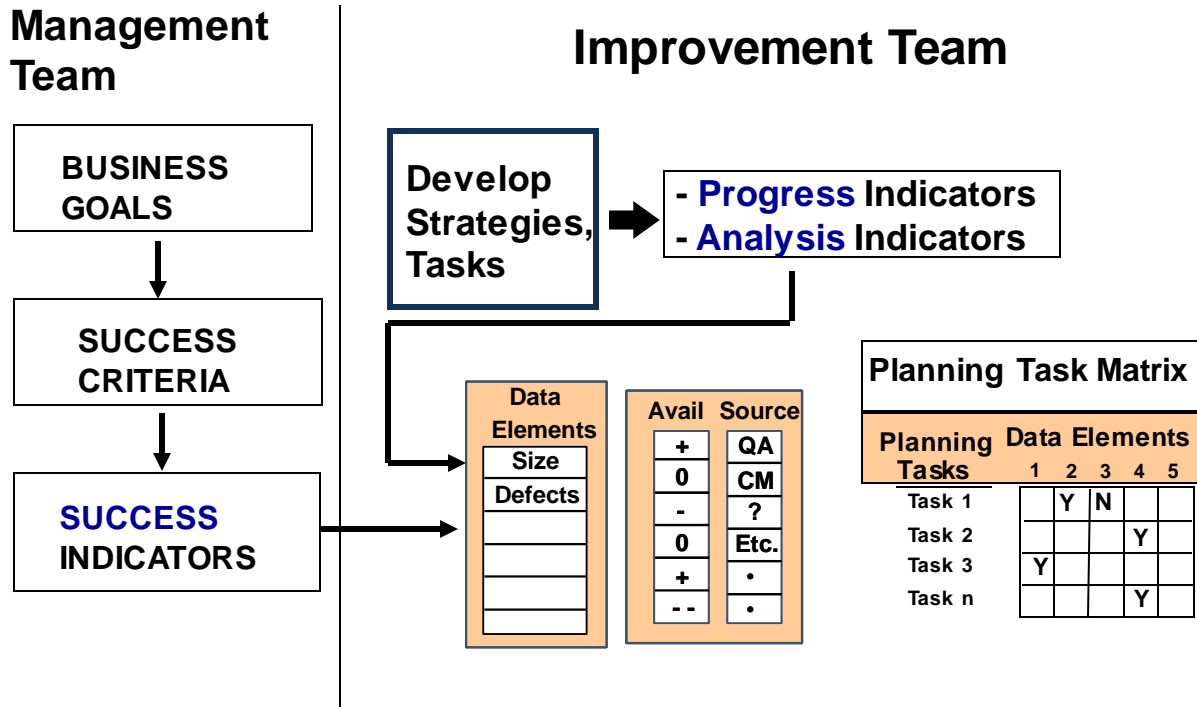 Management
Team
Improvement Team
BUSINESS
GOALS
SUCCESS
CRITERIA
SUCCESS
INDICATORS
Develop
Strategies,
Tasks
- Progress Indicators
- Analysis Indicators
Data
Elements
Size
Defects
Avail Source
+ QA
0 CM
- ?
0 Etc.
+ •
- - •
Planning Task Matrix
Planning
Tasks
Data Elements
1 2 3 4 5
Task 1 Y N
Task 2 Y
Task 3 Y
Task n Y